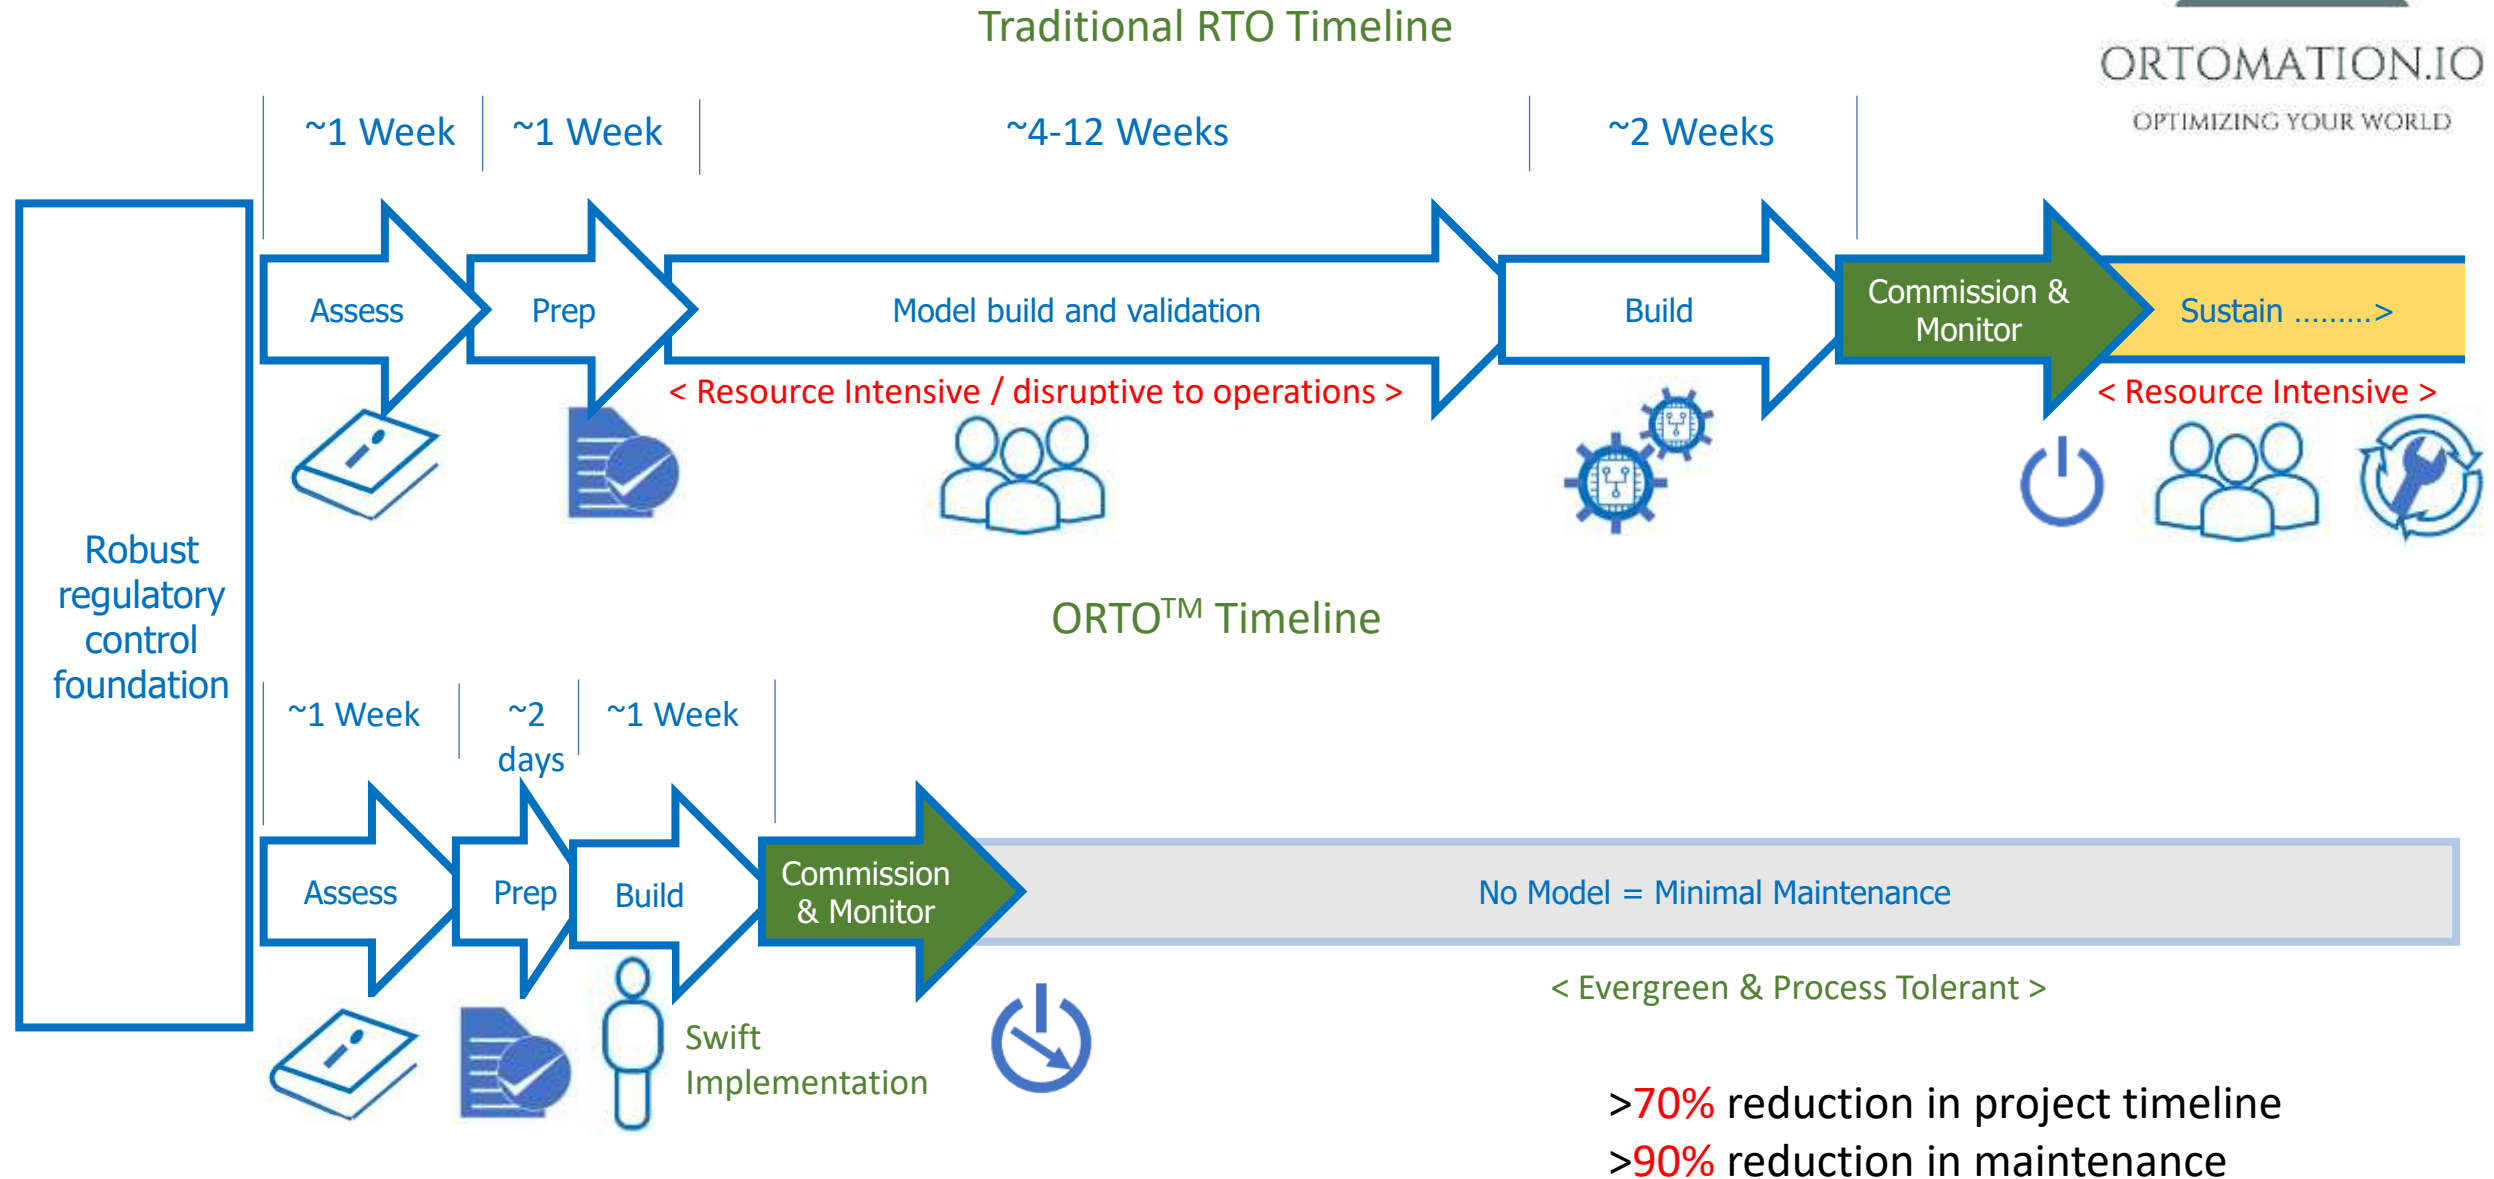 Traditional RTO Timeline
ORTOMATION.IO
OPTIMIZING YOUR WORLD
~1 Week
~1 Week
~4-12 Weeks
~2 Weeks
Assess
Prep
Model build and validation
Build
Commission &
Monitor
Sustain .........>
< Resource Intensive / disruptive to operations >
< Resource Intensive >
Robust
regulatory
control
foundation
ORTO™ Timeline
~1 Week
~2
days
~1 Week
Assess
Prep
Build
Commission
& Monitor
No Model = Minimal Maintenance
< Evergreen & Process Tolerant >
Swift
Implementation
>70% reduction in project timeline
>90% reduction in maintenance